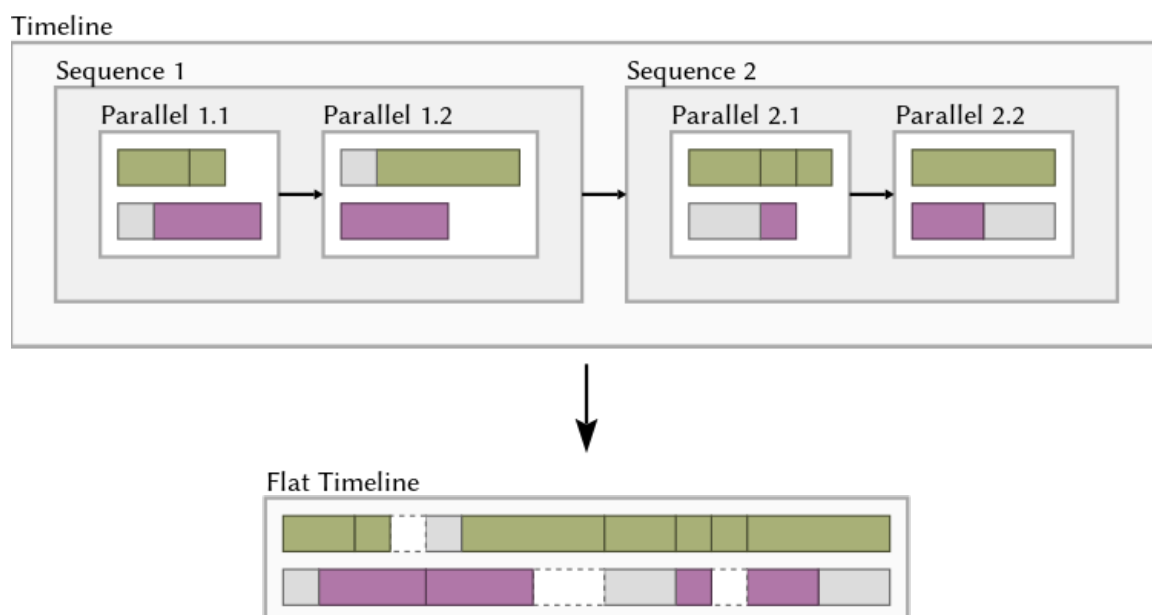 Timeline
Sequence 1
Sequence 2
Parallel 1.1
Parallel 1.2
Parallel 2.1
Parallel 2.2
Flat Timeline